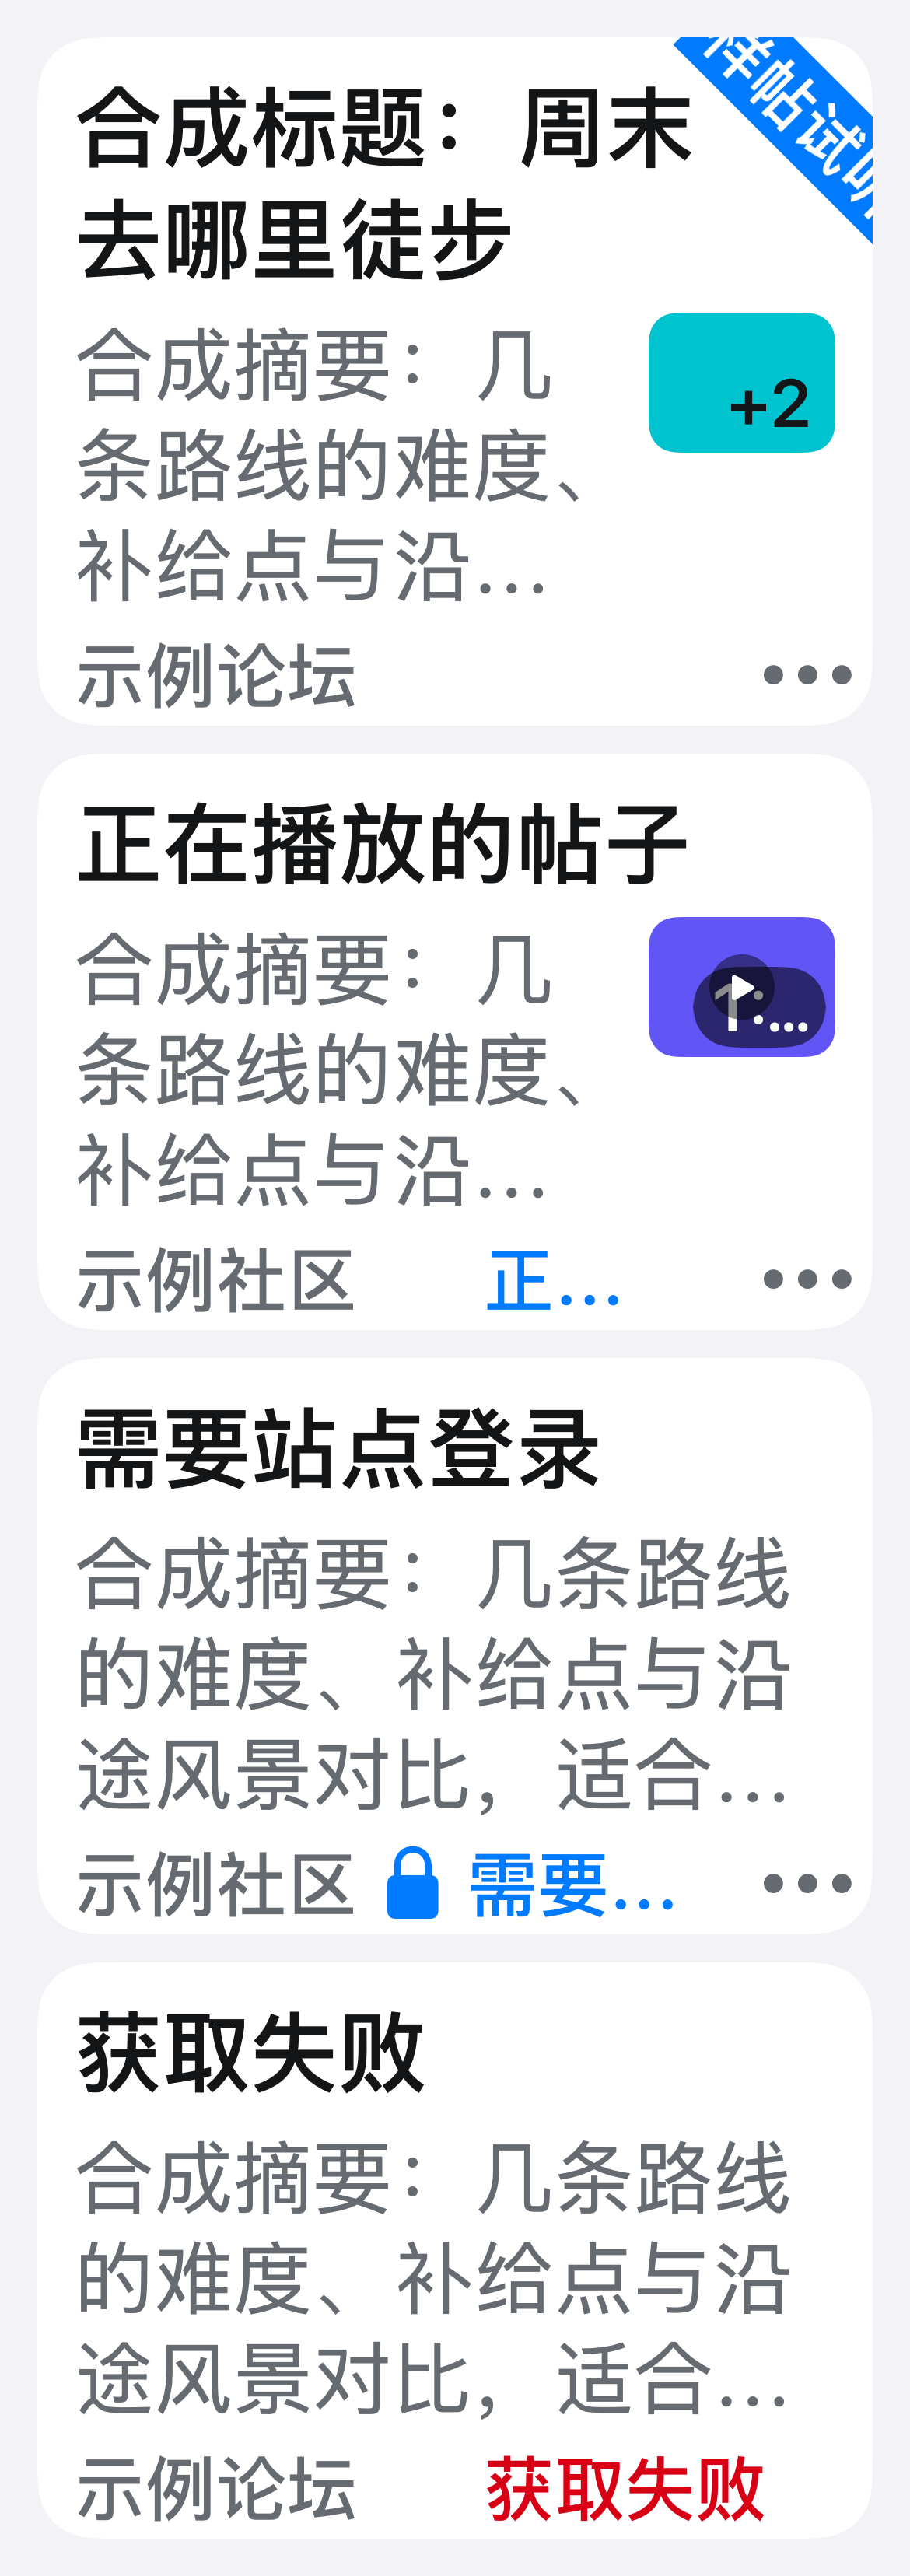 样帖试听
合成标题：周末
去哪里徒步
合成摘要：几
条路线的难度、
补给点与沿...
+2
示例论坛
正在播放的帖子
合成摘要：几
条路线的难度、
补给点与沿...
1:...
示例社区 正...
需要站点登录
合成摘要：几条路线
的难度、补给点与沿
途风景对比，适合...
示例社区 需要...
获取失败
合成摘要：几条路线
的难度、补给点与沿
途风景对比，适合...
示例论坛 获取失败